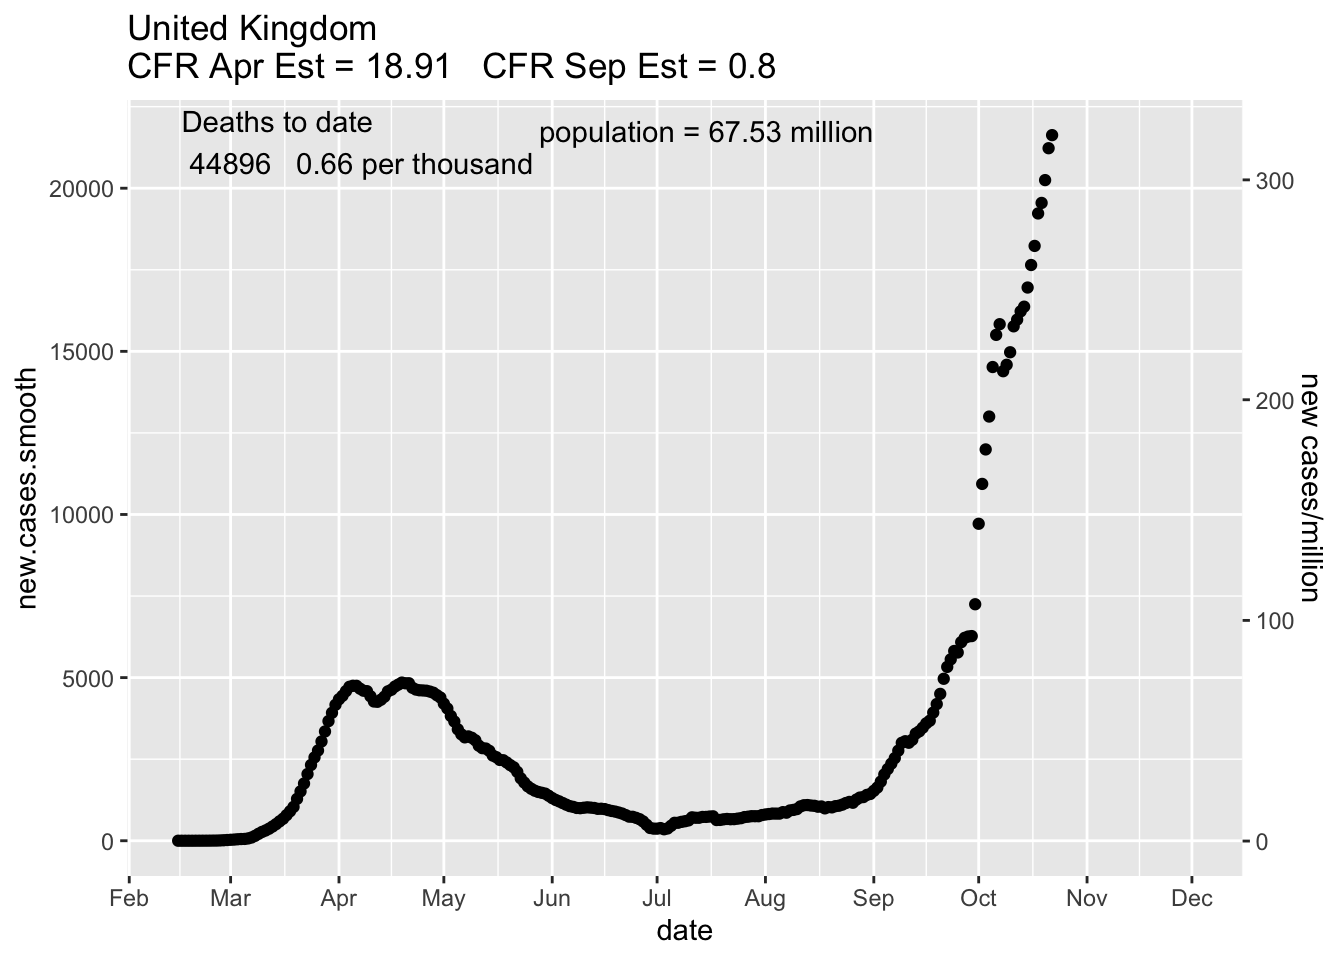 United Kingdom
CFR Apr Est = 18.91   CFR Sep Est = 0.8
Deaths to date
44896   0.66 per thousand
population = 67.53 million
new.cases.smooth
20000
15000
10000
5000
0
300
200
100
0
new cases/million
Feb Mar Apr May Jun Jul Aug Sep Oct Nov Dec
date